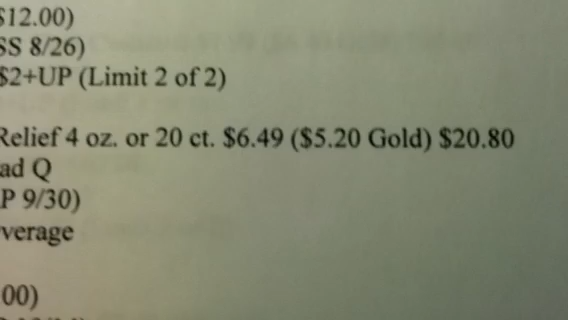 $12.00)
SS 8/26)
$2+UP (Limit 2 of 2)
Relief 4 oz. or 20 ct. $6.49 ($5.20 Gold) $20.80
ad Q
P 9/30)
verage
00)